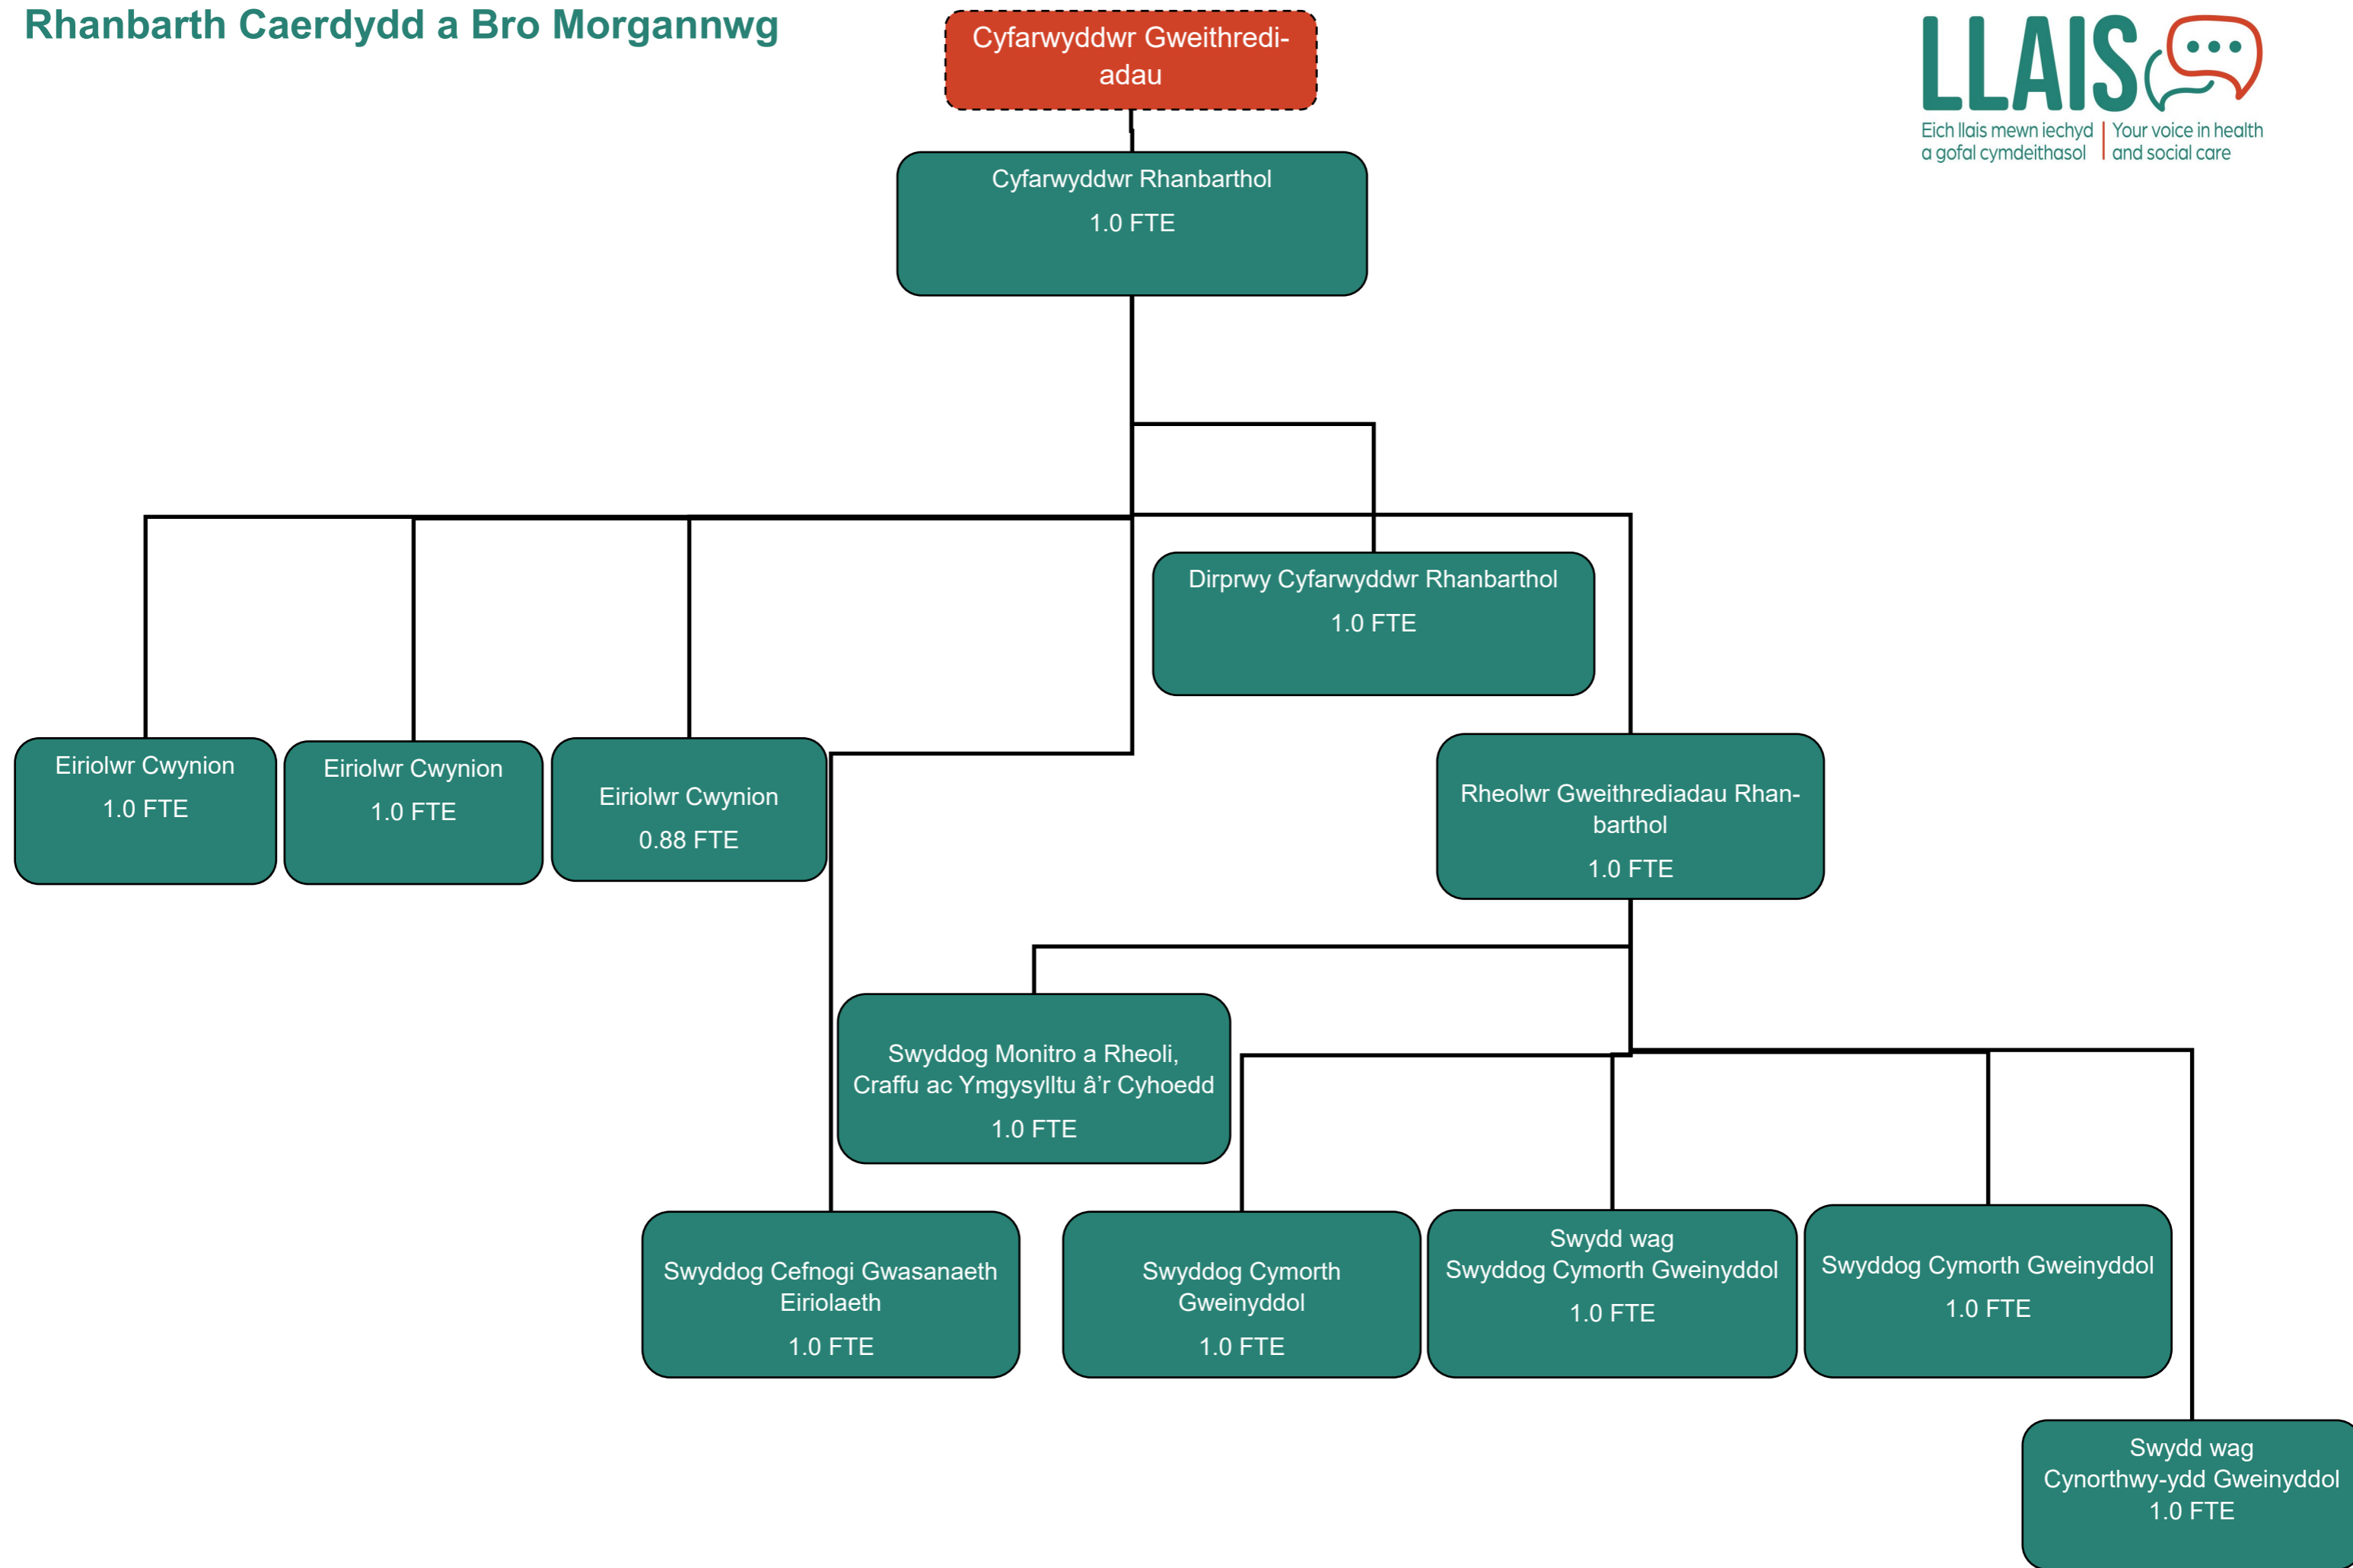 Rhanbarth Caerdydd a Bro Morgannwg
Cyfarwyddwr Gweithredi-
adau
LLAIS
Eich llais mewn iechyd
a gofal cymdeithasol
Your voice in health
and social care
Cyfarwyddwr Rhanbarthol
1.0 FTE
Dirprwy Cyfarwyddwr Rhanbarthol
1.0 FTE
Eiriolwr Cwynion
1.0 FTE
Eiriolwr Cwynion
1.0 FTE
Eiriolwr Cwynion
0.88 FTE
Rheolwr Gweithrediadau Rhan-
barthol
1.0 FTE
Swyddog Monitro a Rheoli,
Craffu ac Ymgysylltu â’r Cyhoedd
1.0 FTE
Swyddog Cefnogi Gwasanaeth
Eiriolaeth
1.0 FTE
Swyddog Cymorth
Gweinyddol
1.0 FTE
Swydd wag
Swyddog Cymorth Gweinyddol
1.0 FTE
Swyddog Cymorth Gweinyddol
1.0 FTE
Swydd wag
Cynorthwy-ydd Gweinyddol
1.0 FTE